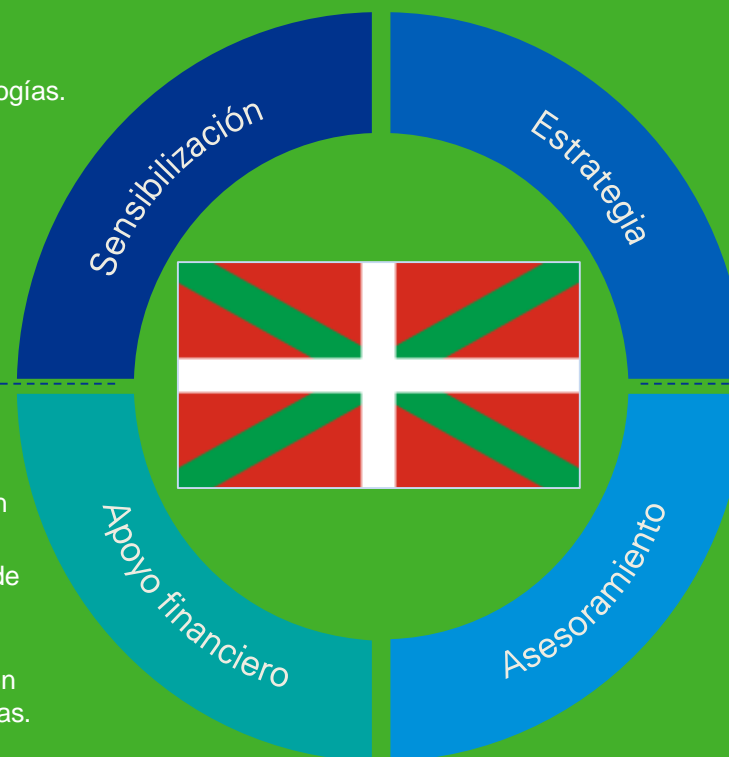 ogías.
Sensibilización
Estrategia
n
de
n
as.
Apoyo financiero
Asesoramiento